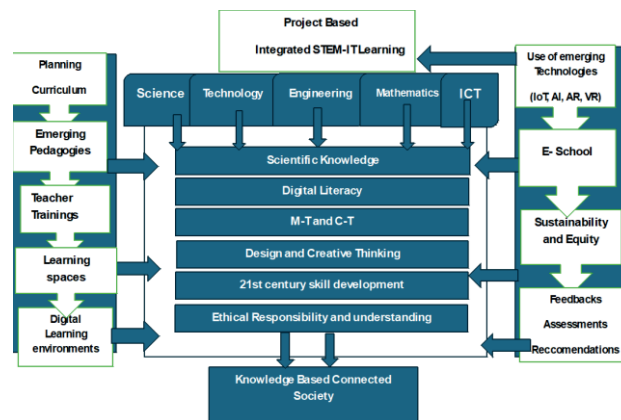 Project Based
Integrated STEM-ITLearning
Planning
Curriculum
Emerging
Pedagogies
Teacher
Trainings
Learning
spaces
Digital
Learning
environments
Science
Technology
Engineering
Mathematics
ICT
Scientific Knowledge
Digital Literacy
M-T and C-T
Design and Creative Thinking
21st century skill development
Ethical Responsibility and understanding
Knowledge Based Connected
Society
Use of emerging
Technologies
(IoT, AI, AR, VR)
E- School
Sustainability
and Equity
Feedbacks
Assessments
Reccomendations